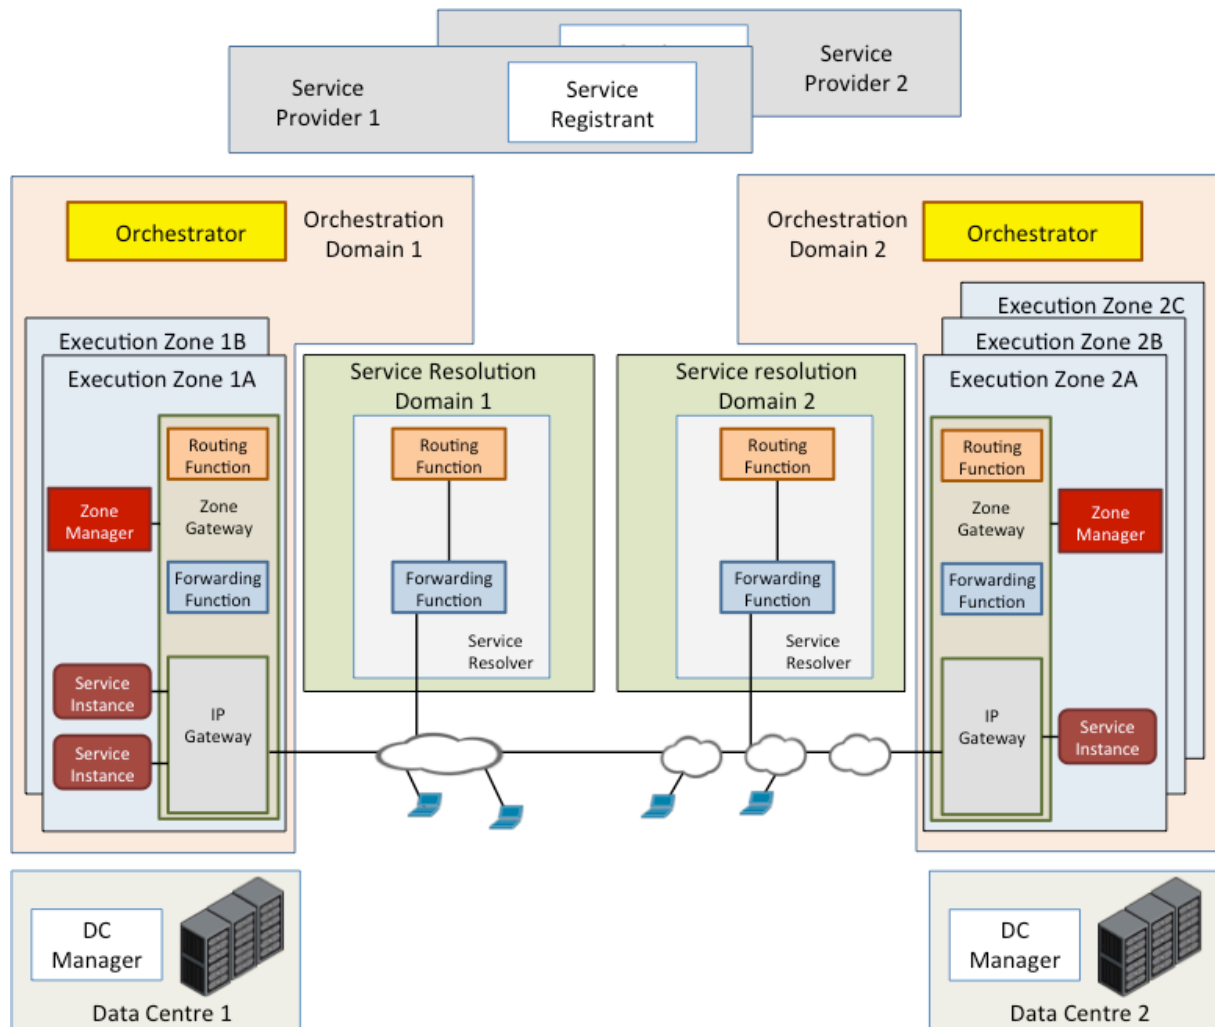 Service
Provider 2
Service
Provider 1
Service
Registrant
Orchestrator
Orchestration
Domain 1
Orchestration
Domain 2
Orchestrator
Execution Zone 1B
Execution Zone 1A
Routing
Function
Zone
Manager
Zone
Gateway
Forwarding
Function
Service
Instance
Service
Instance
IP
Gateway
Service Resolution
Domain 1
Routing
Function
Forwarding
Function
Service
Resolver
Service resolution
Domain 2
Routing
Function
Forwarding
Function
Service
Resolver
Execution Zone 2C
Execution Zone 2B
Execution Zone 2A
Routing
Function
Zone
Gateway
Zone
Manager
Forwarding
Function
IP
Gateway
Service
Instance
DC
Manager
Data Centre 1
DC
Manager
Data Centre 2